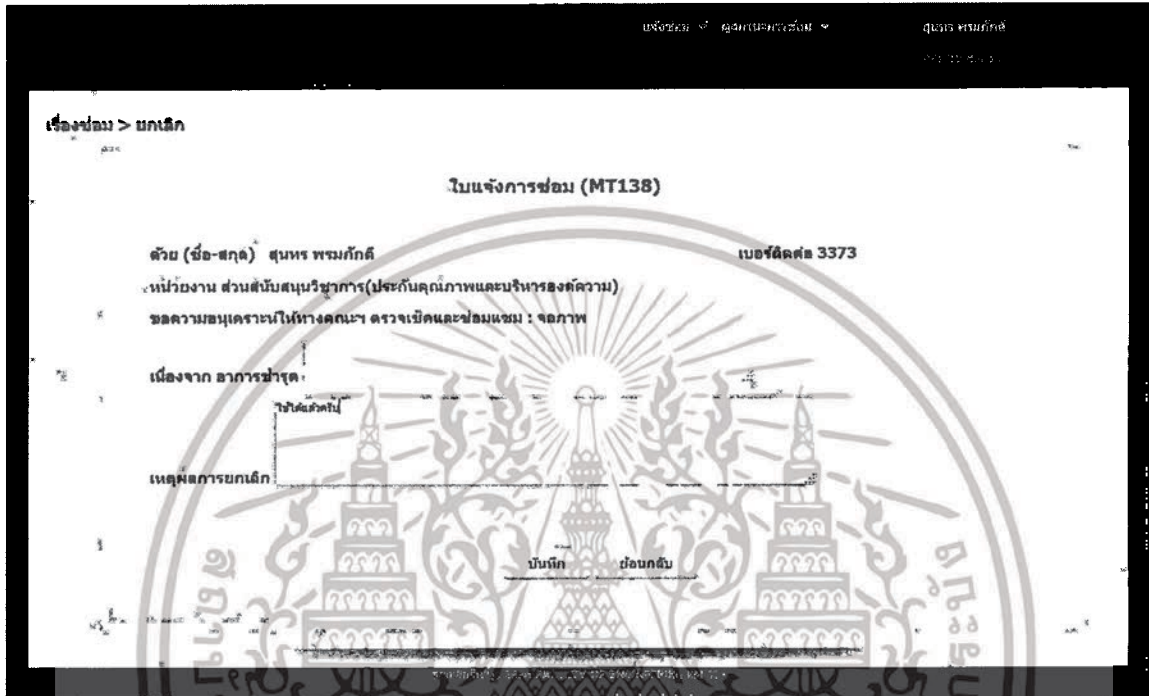 แจ้งซ่อม
สุนทร พรมภักดี
เรื่องซ่อม > ยกเลิก
ใบแจ้งการซ่อม (MT138)
ด้วย (ชื่อ-สกุล) สุนทร พรมภักดี เบอร์ติดต่อ 3373
หน่วยงาน ส่วนสนับสนุนวิชาการ(ประกันคุณภาพและบริหารองค์ความ)
ขอความอนุเคราะห์ให้ทางคณะฯ ตรวจเช็คและซ่อมแซม : จอภาพ
เนื่องจาก อาการชำรุด :
ใช้ได้แล้วครับ
เหตุผลการยกเลิก
บันทึก ย้อนกลับ